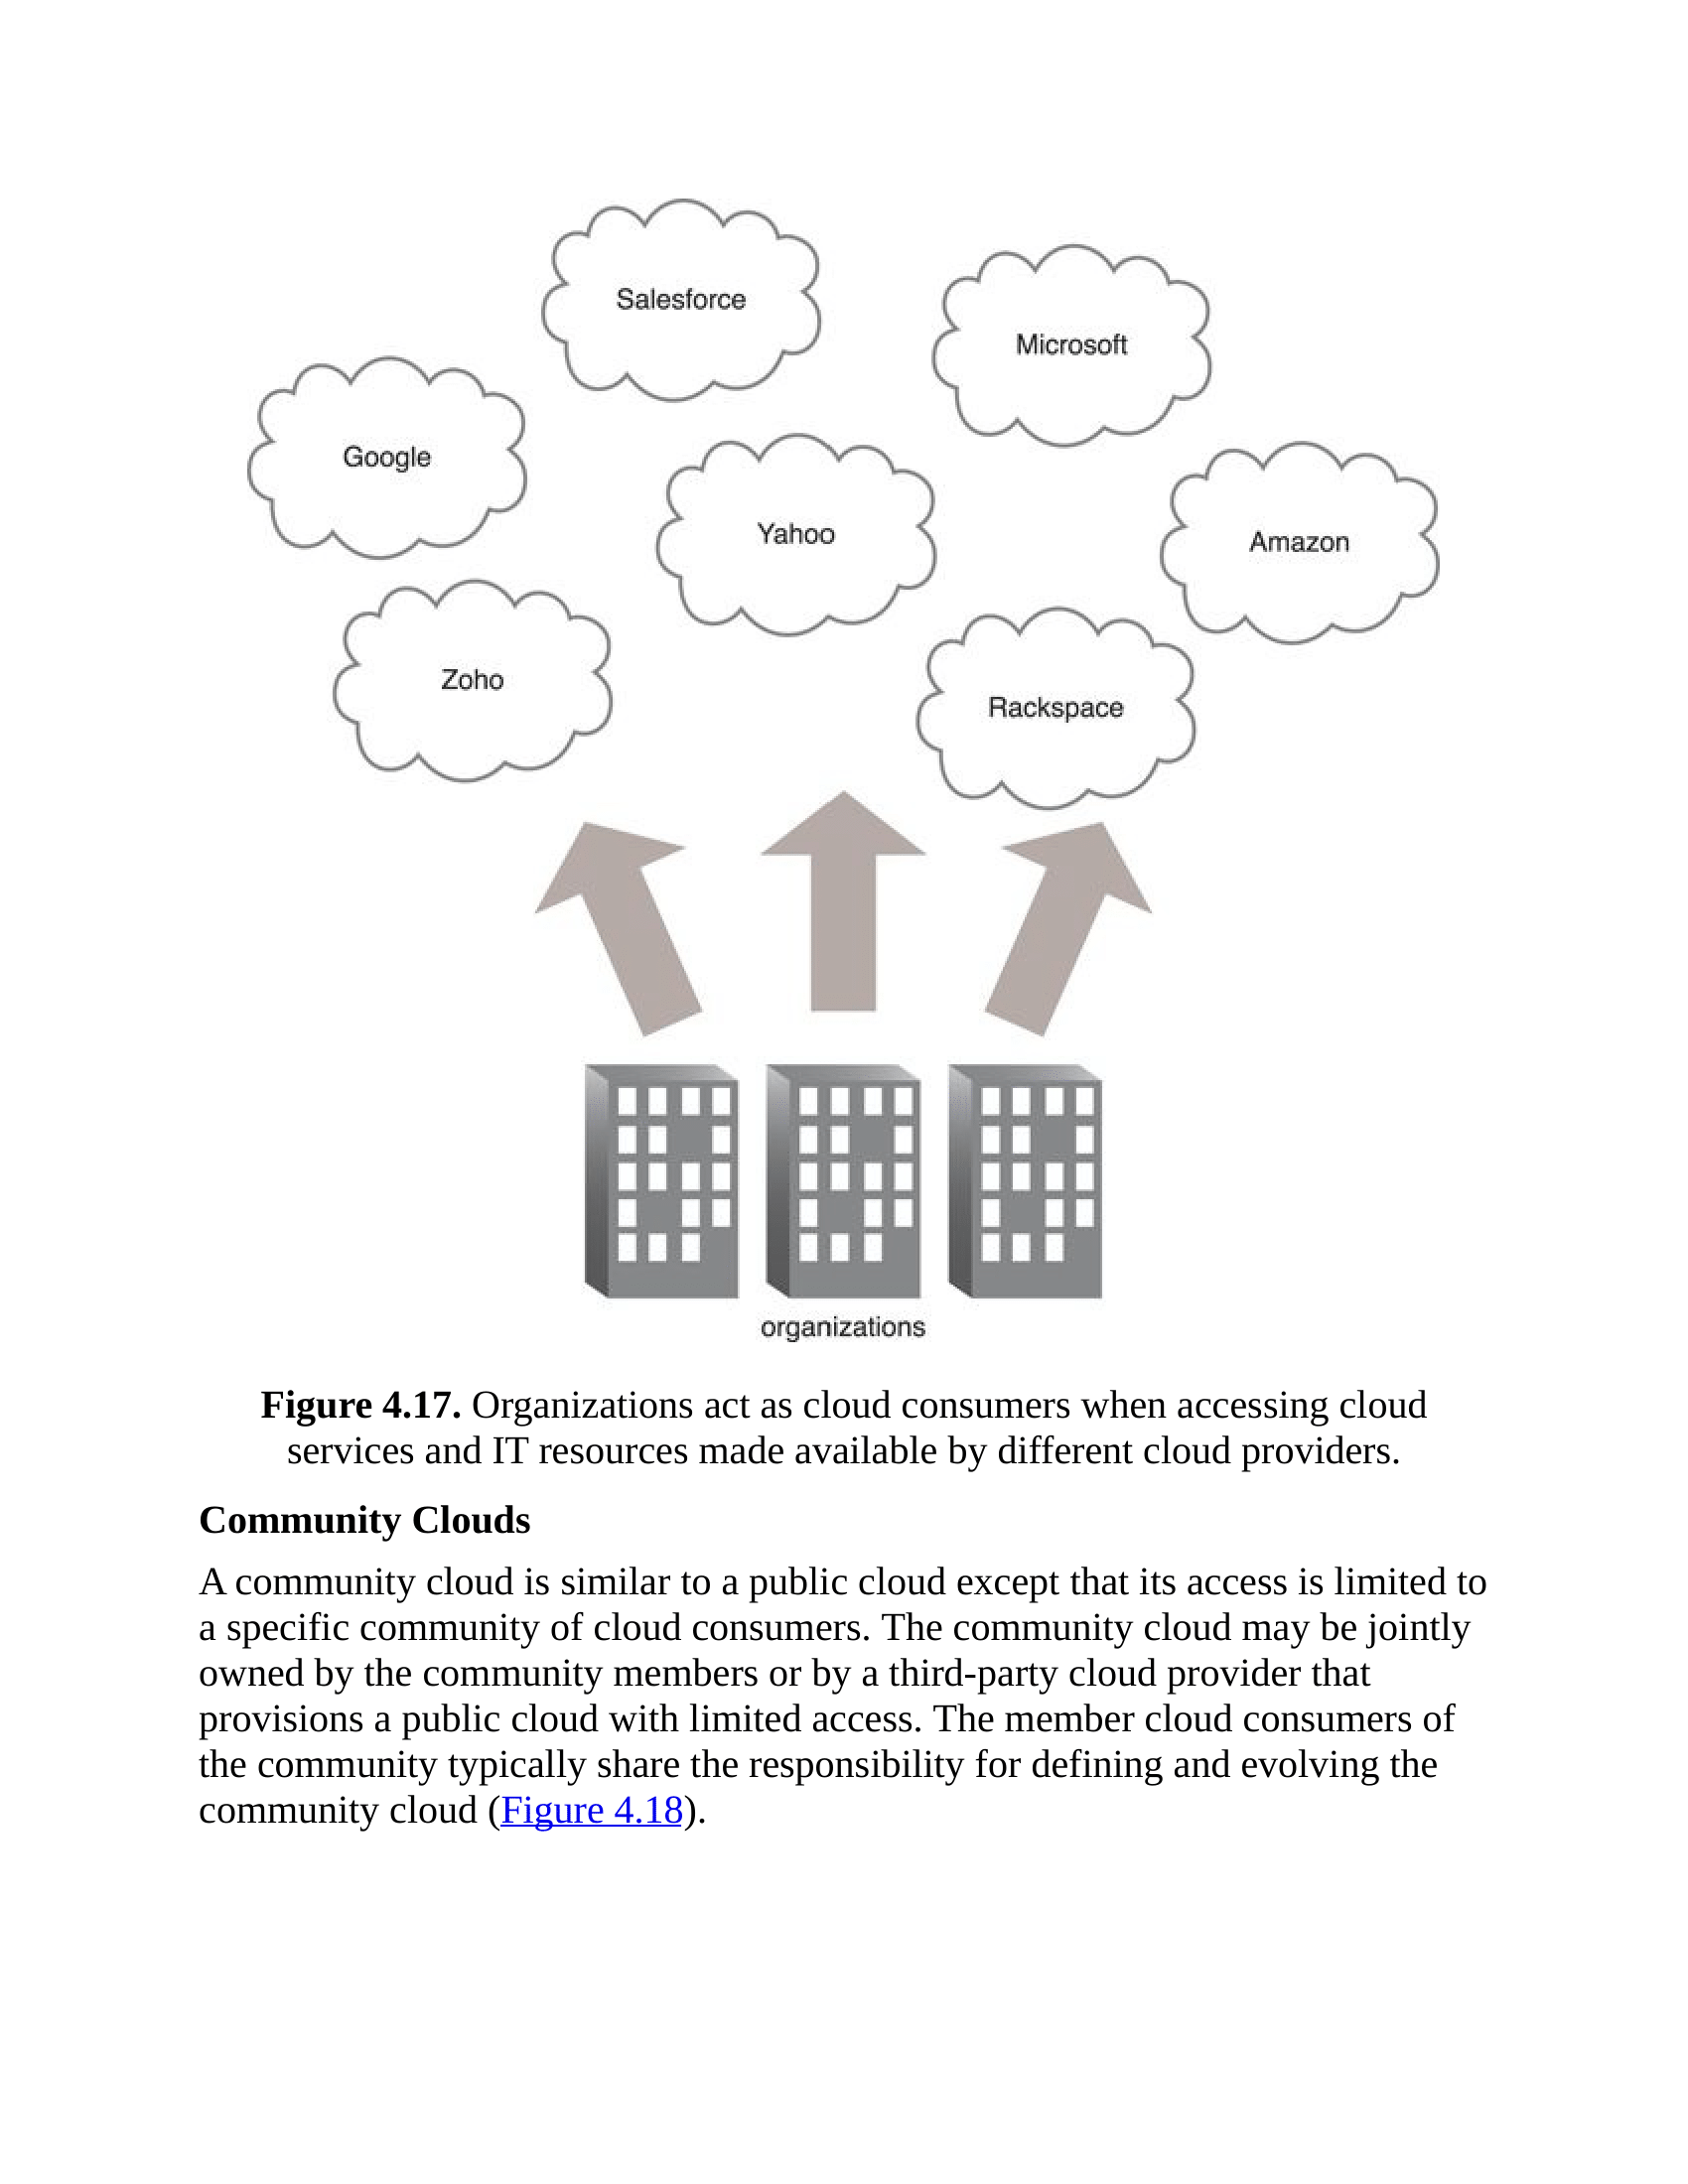 Salesforce
Microsoft
Google
Yahoo
Amazon
Zoho
Rackspace
organizations
Figure 4.17. Organizations act as cloud consumers when accessing cloud
services and IT resources made available by different cloud providers.
Community Clouds
A community cloud is similar to a public cloud except that its access is limited to
a specific community of cloud consumers. The community cloud may be jointly
owned by the community members or by a third-party cloud provider that
provisions a public cloud with limited access. The member cloud consumers of
the community typically share the responsibility for defining and evolving the
community cloud (Figure 4.18).